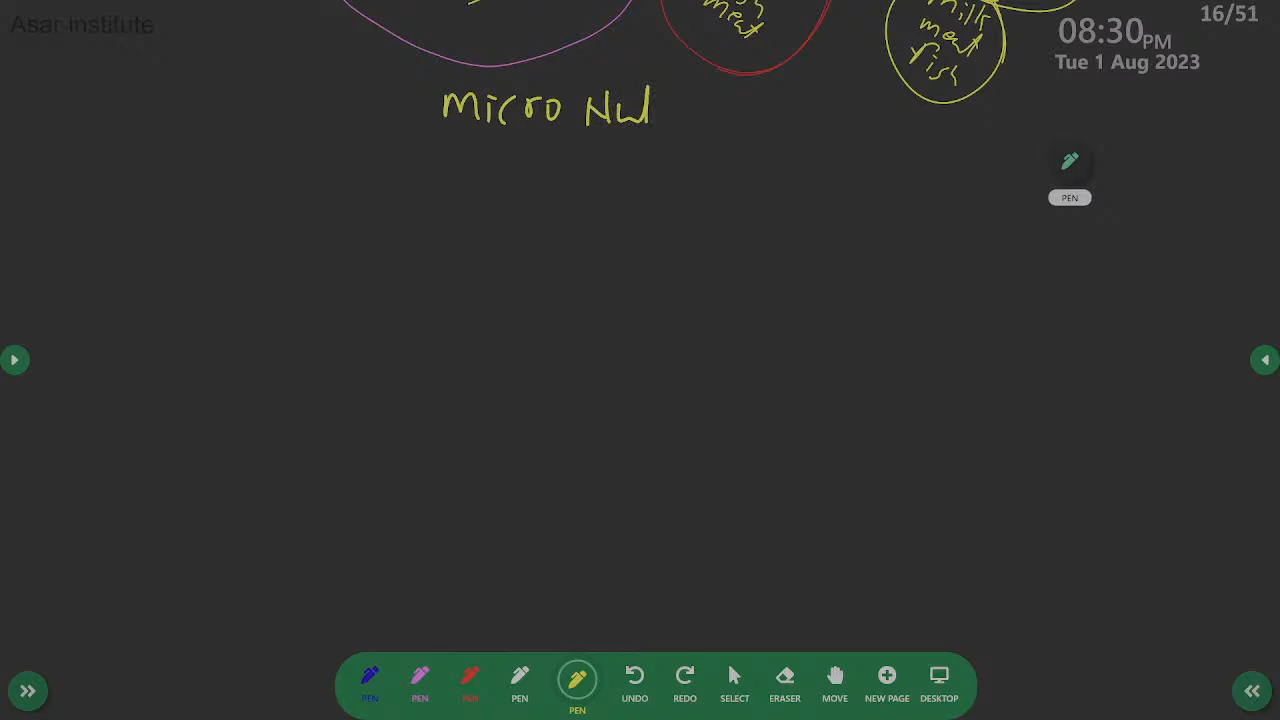 Asar institute
16/51
08:30PM
Tue 1 Aug 2023
meat
milk
meat
Fish
Micro Nut
PEN
PEN PEN PEN PEN PEN UNDO REDO SELECT ERASER MOVE NEW PAGE DESKTOP